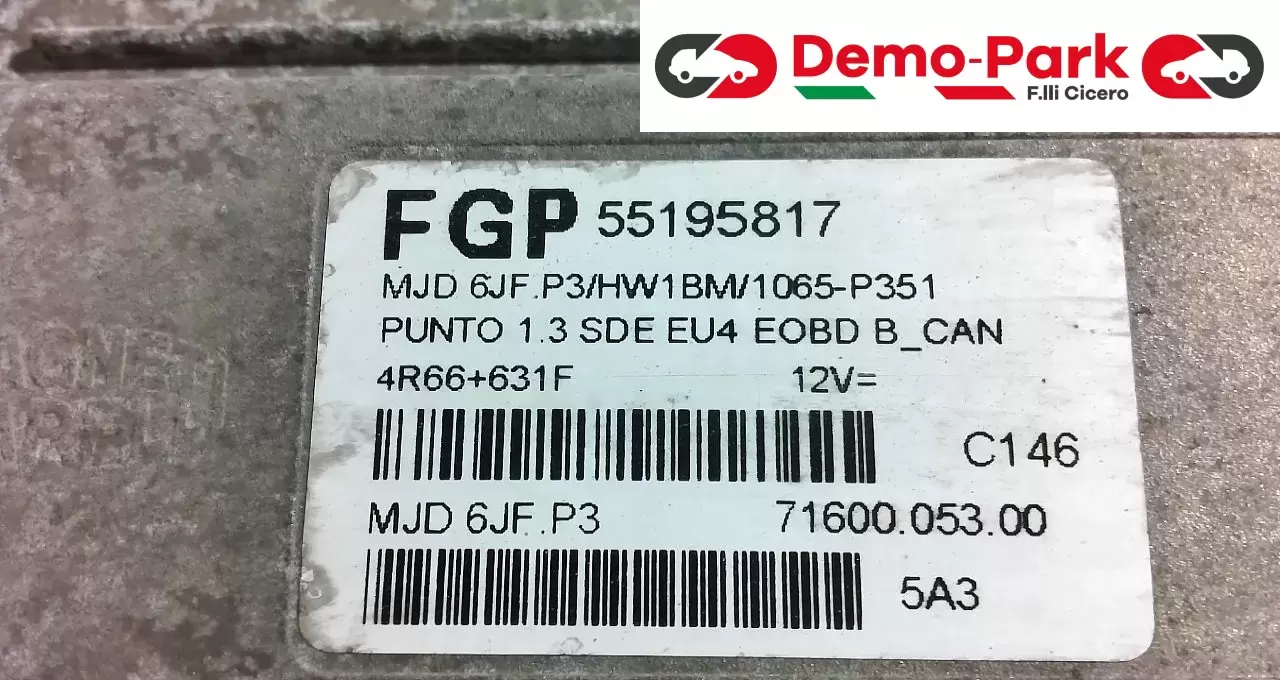 Demo-Park
F.lli Cicero
FGP 55195817
MJD 6JF.P3/HW1BM/1065-P351
PUNTO 1.3 SDE EU4 EOBD B_CAN
4R66+631F 12V=
C146
MJD 6JF.P3 71600.053.00
5A3